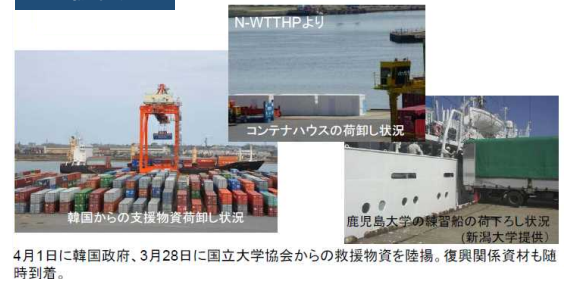 N-WTTHPより
コンテナハウスの荷卸し状況
韓国からの支援物資荷卸し状況
鹿児島大学の練習船の荷下ろし状況
(新潟大学提供)
4月1日に韓国政府、3月28日に国立大学協会からの救援物資を陸揚。復興関係資材も随
時到着。